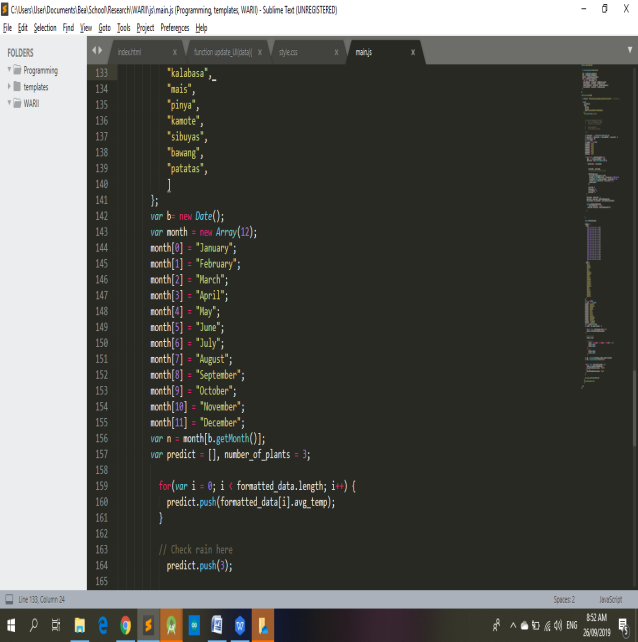 C:\Users\User\Documents\Bea\School\Research\WARII\js\main.js (Programming, templates, WARII) - Sublime Text (UNREGISTERED)
File Edit Selection Find View Goto Tools Project Preferences Help
FOLDERS
Programming
templates
WARII
index.html x function update_UI(data){ x style.css x main.js x
133 "kalabasa",
134 "mais",
135 "pinya",
136 "kamote",
137 "sibuyas",
138 "bawang",
139 "patatas",
140 ]
141 };
142 var b= new Date();
143 var month = new Array(12);
144 month[0] = "January";
145 month[1] = "February";
146 month[2] = "March";
147 month[3] = "April";
148 month[4] = "May";
149 month[5] = "June";
150 month[6] = "July";
151 month[7] = "August";
152 month[8] = "September";
153 month[9] = "October";
154 month[10] = "November";
155 month[11] = "December";
156 var n = month[b.getMonth()];
157 var predict = [], number_of_plants = 3;
158
159 for(var i = 0; i < formatted_data.length; i++) {
160 predict.push(formatted_data[i].avg_temp);
161 }
162
163 // Check rain here
164 predict.push(3);
165
Line 133, Column 24 Spaces: 2 JavaScript
ENG 8:52 AM
26/09/2019